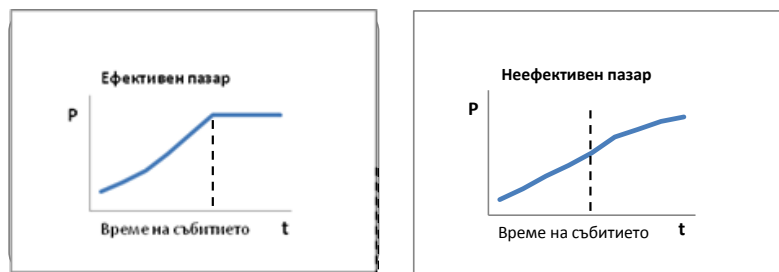 Ефективен пазар
P
Време на събитието t
Неефективен пазар
P
Време на събитието t